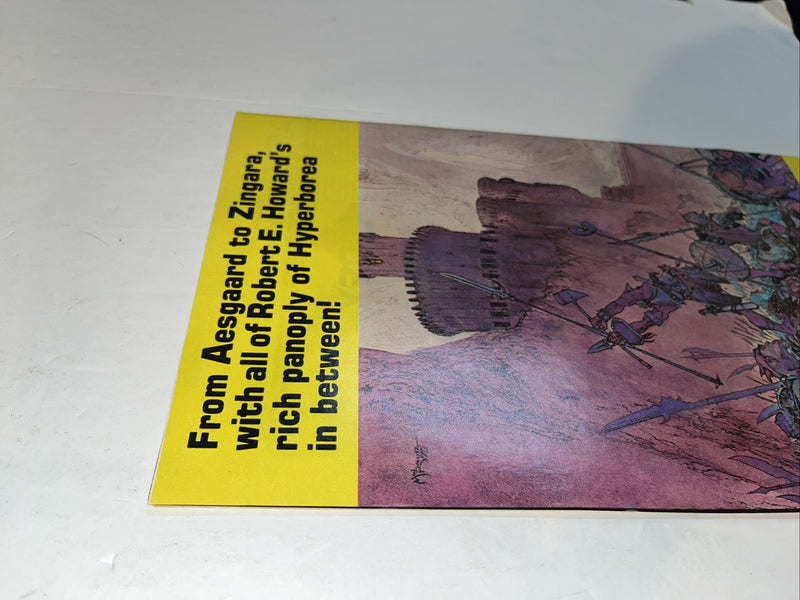 From Aesgaard to Zingara,
with all of Robert E. Howard's
rich panoply of Hyperborea
in between!